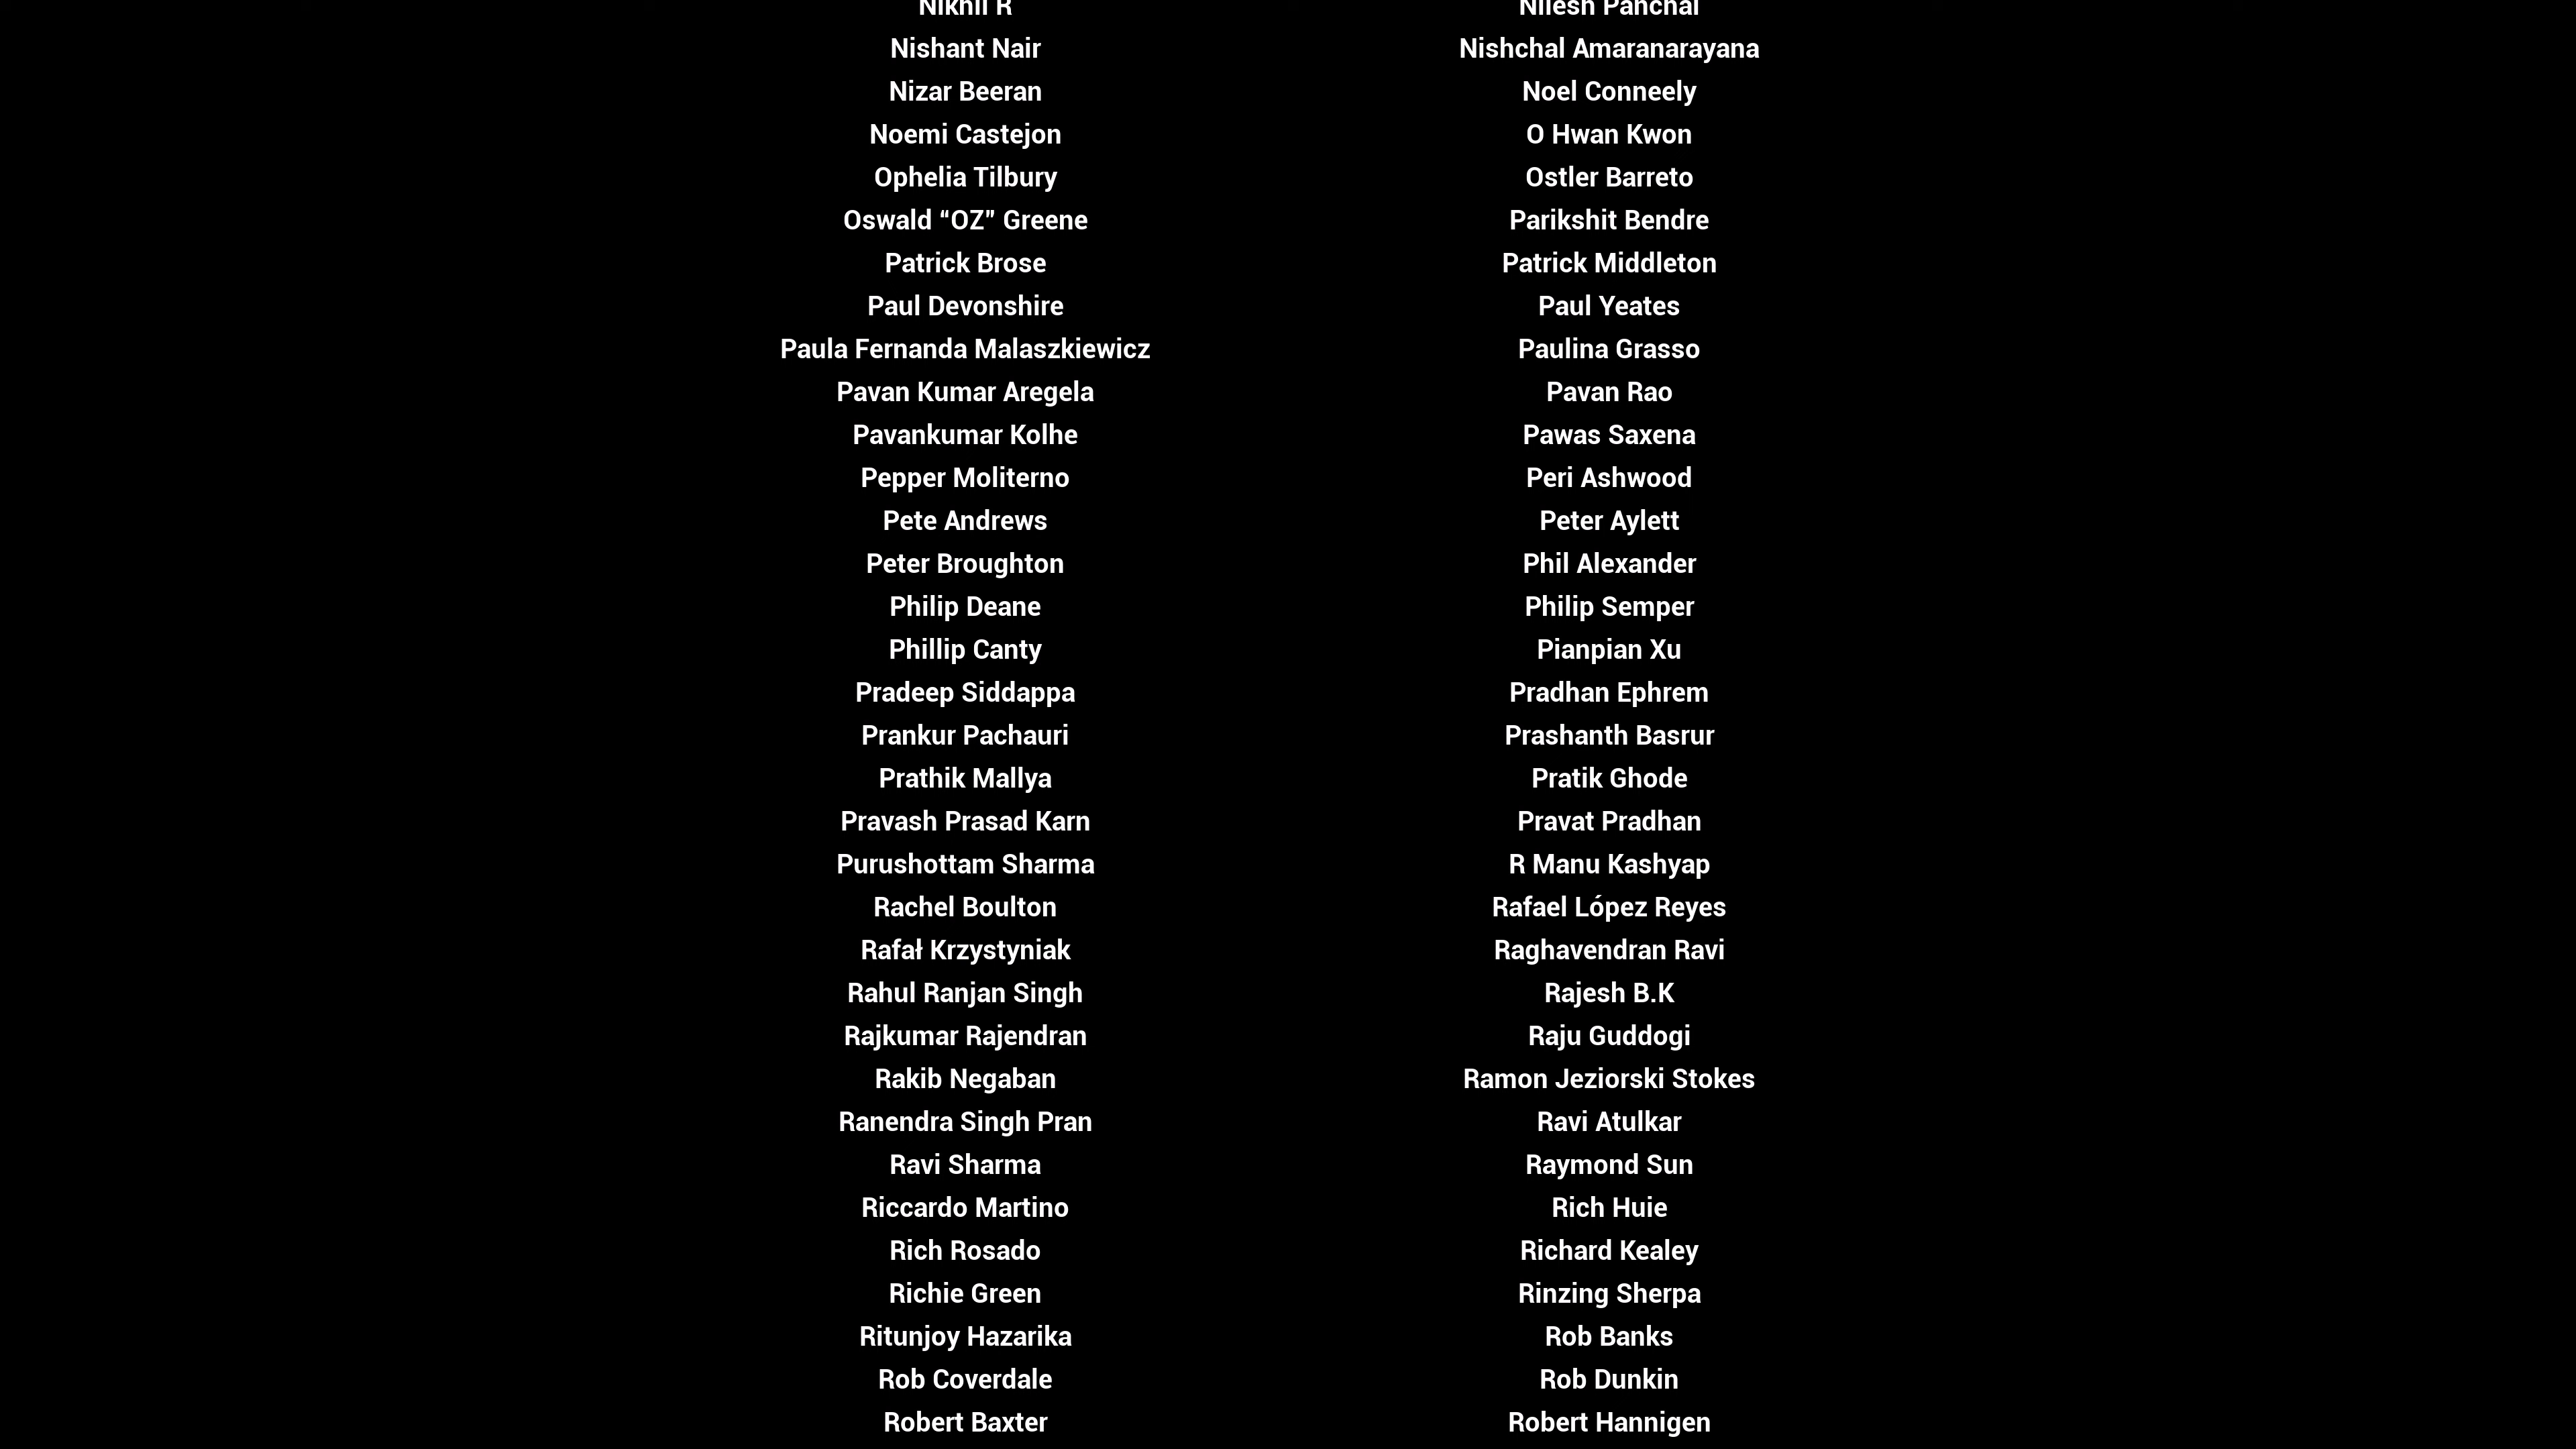 Nikhil R Nilesh Panchal
Nishant Nair Nishchal Amaranarayana
Nizar Beeran Noel Conneely
Noemi Castejon O Hwan Kwon
Ophelia Tilbury Ostler Barreto
Oswald “OZ” Greene Parikshit Bendre
Patrick Brose Patrick Middleton
Paul Devonshire Paul Yeates
Paula Fernanda Malaszkiewicz Paulina Grasso
Pavan Kumar Aregela Pavan Rao
Pavankumar Kolhe Pawas Saxena
Pepper Moliterno Peri Ashwood
Pete Andrews Peter Aylett
Peter Broughton Phil Alexander
Philip Deane Philip Semper
Phillip Canty Pianpian Xu
Pradeep Siddappa Pradhan Ephrem
Prankur Pachauri Prashanth Basrur
Prathik Mallya Pratik Ghode
Pravash Prasad Karn Pravat Pradhan
Purushottam Sharma R Manu Kashyap
Rachel Boulton Rafael López Reyes
Rafał Krzystyniak Raghavendran Ravi
Rahul Ranjan Singh Rajesh B.K
Rajkumar Rajendran Raju Guddogi
Rakib Negaban Ramon Jeziorski Stokes
Ranendra Singh Pran Ravi Atulkar
Ravi Sharma Raymond Sun
Riccardo Martino Rich Huie
Rich Rosado Richard Kealey
Richie Green Rinzing Sherpa
Ritunjoy Hazarika Rob Banks
Rob Coverdale Rob Dunkin
Robert Baxter Robert Hannigen